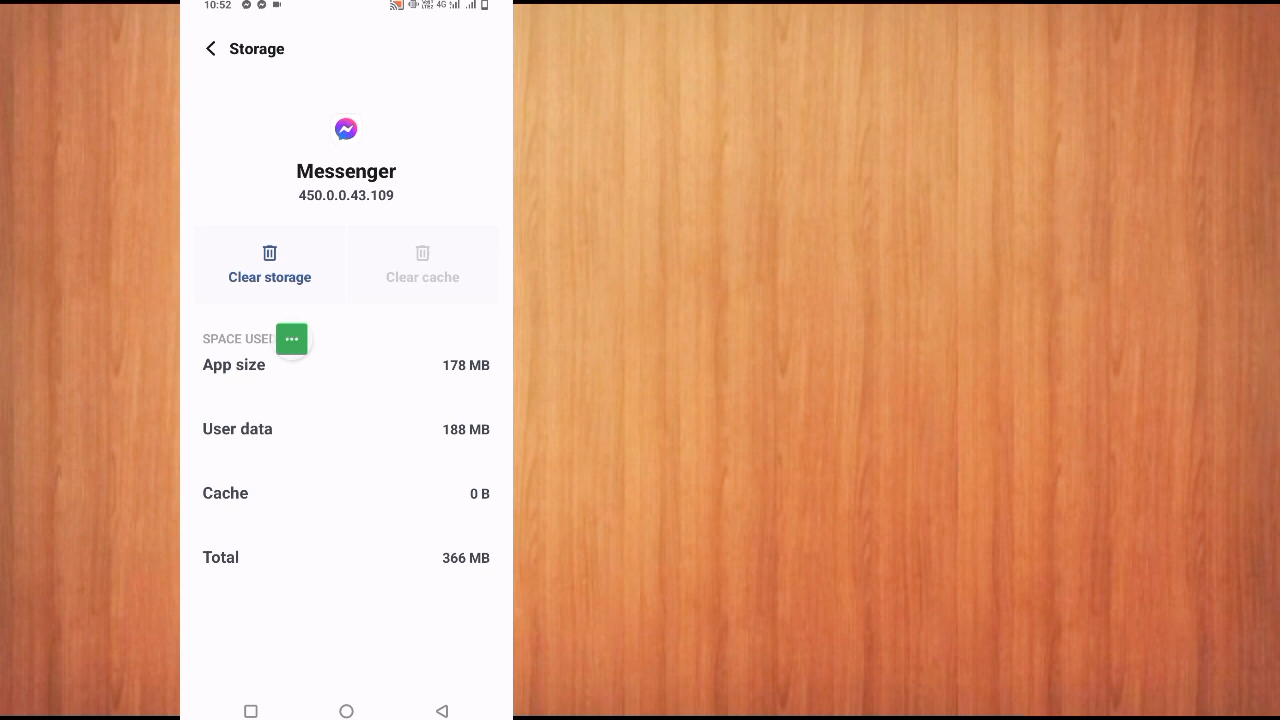 10:52 4G
Storage
Messenger
450.0.0.43.109
Clear storage Clear cache
SPACE USE
App size 178 MB
User data 188 MB
Cache 0 B
Total 366 MB